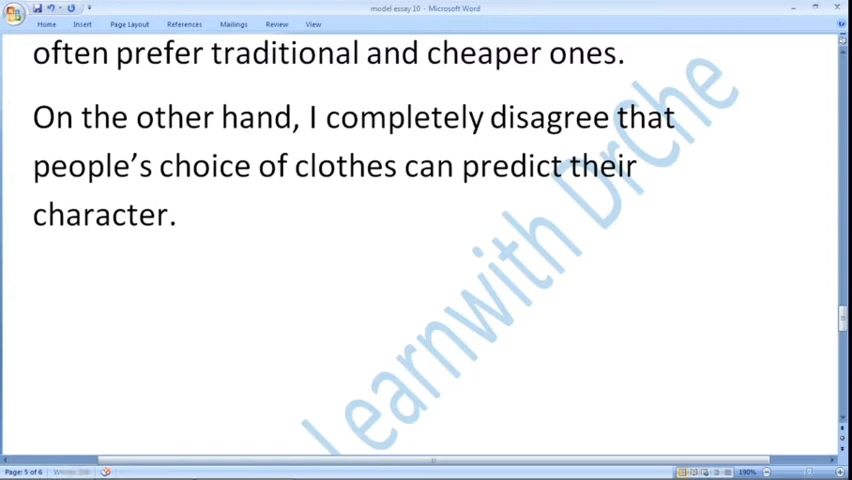 model essay 10 - Microsoft Word
Home Insert Page Layout References Mailings Review View
often prefer traditional and cheaper ones.
On the other hand, I completely disagree that
people’s choice of clothes can predict their
character.
Learnwith DrChe
Page: 5 of 6
190%